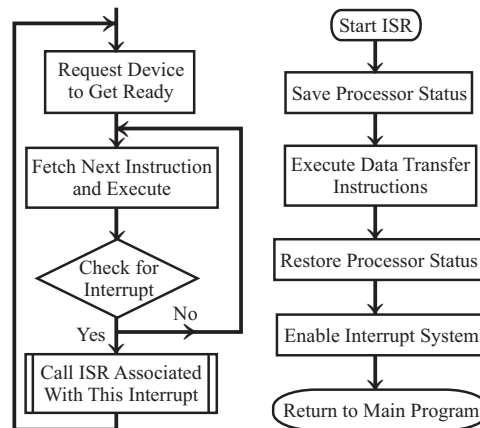 Request Device
to Get Ready
Fetch Next Instruction
and Execute
Check for
Interrupt
Yes
No
Call ISR Associated
With This Interrupt
Start ISR
Save Processor Status
Execute Data Transfer
Instructions
Restore Processor Status
Enable Interrupt System
Return to Main Program